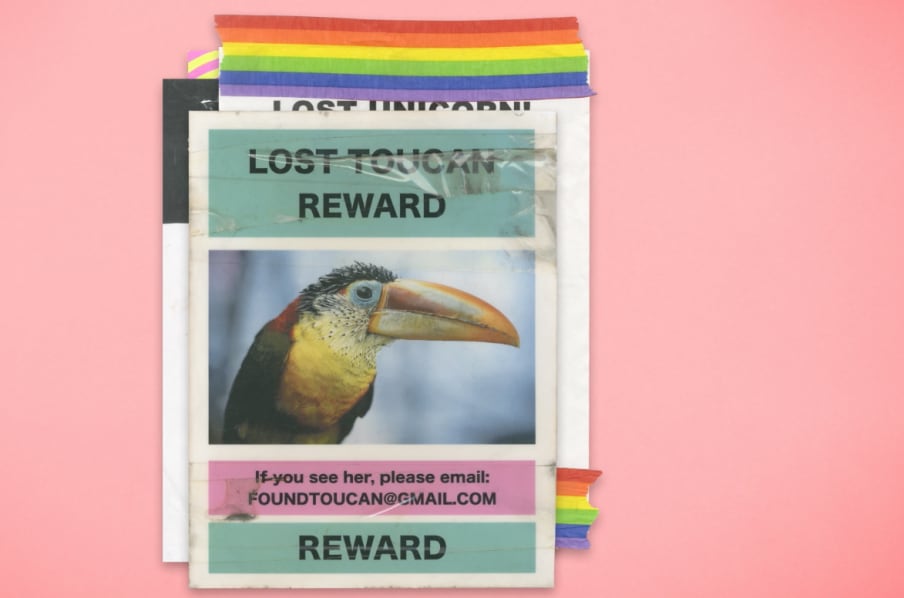 LOST UNICORN!
LOST TOUCAN
REWARD
If you see her, please email:
FOUNDTOUCAN@GMAIL.COM
REWARD